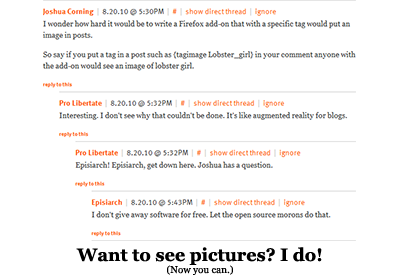 Joshua Corning | 8.20.10 @ 5:30PM | # | show direct thread | ignore
I wonder how hard it would be to write a Firefox add-on that with a specific tag would put an
image in posts.
So say if you put a tag in a post such as {tagimage Lobster_girl} in your comment anyone with
the add-on would see an image of lobster girl.
reply to this
Pro Libertate | 8.20.10 @ 5:32PM | # | show direct thread | ignore
Interesting. I don't see why that couldn't be done. It's like augmented reality for blogs.
reply to this
Pro Libertate | 8.20.10 @ 5:32PM | # | show direct thread | ignore
Episiarch! Episiarch, get down here. Joshua has a question.
reply to this
Episiarch | 8.20.10 @ 5:43PM | # | show direct thread | ignore
I don't give away software for free. Let the open source morons do that.
reply to this
Want to see pictures? I do!
(Now you can.)